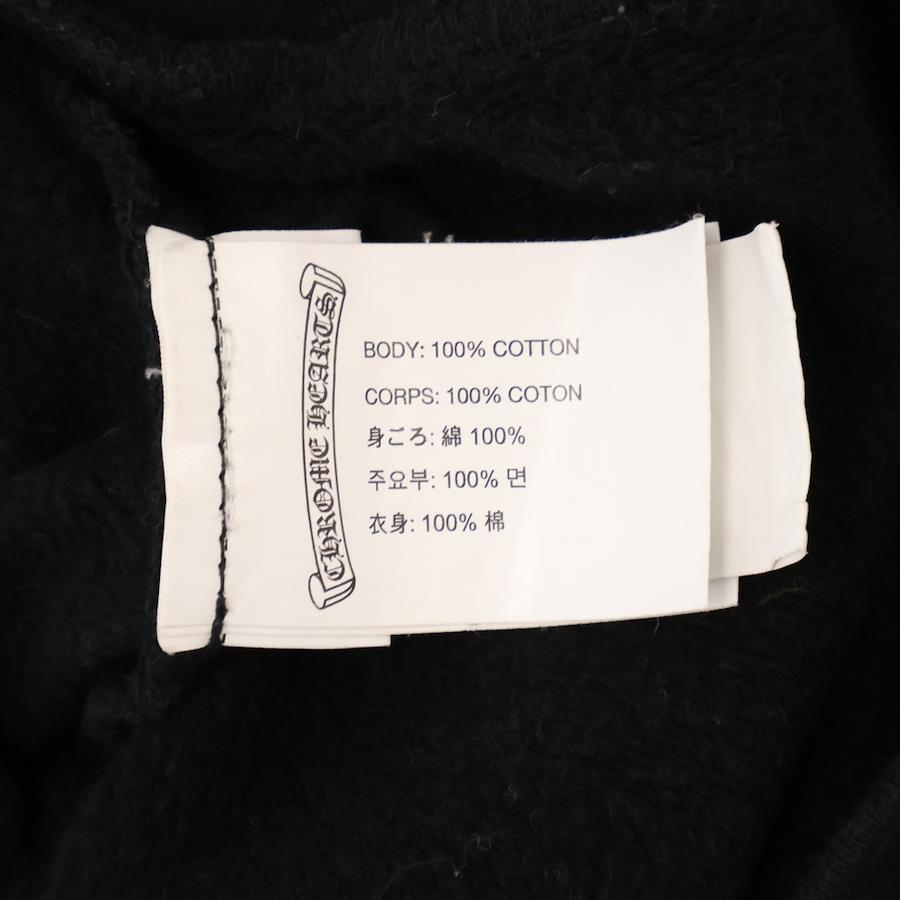 CHROME HEARTS
BODY: 100% COTTON
CORPS: 100% COTON
身ごろ: 綿 100%
주요부: 100% 면
衣身: 100% 棉